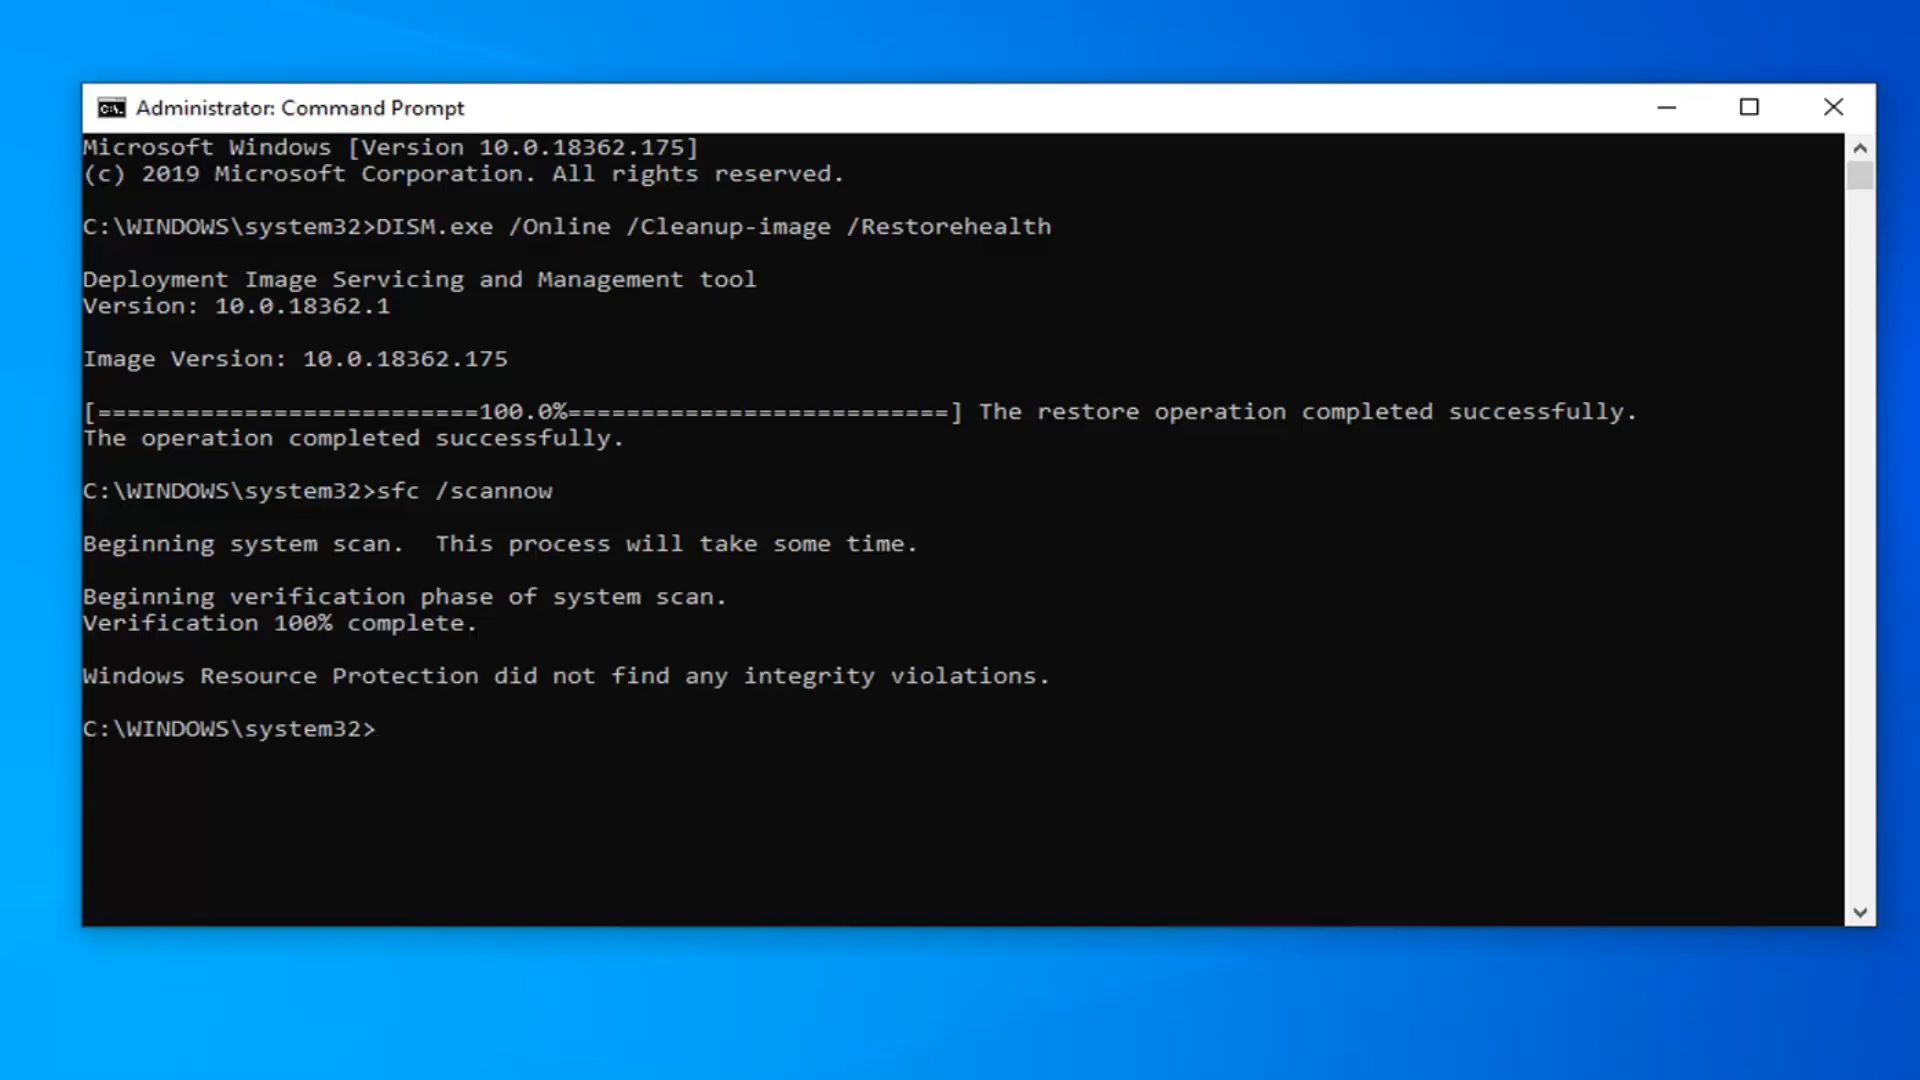 Administrator: Command Prompt
Microsoft Windows [Version 10.0.18362.175]
(c) 2019 Microsoft Corporation. All rights reserved.
C:\WINDOWS\system32>DISM.exe /Online /Cleanup-image /Restorehealth
Deployment Image Servicing and Management tool
Version: 10.0.18362.1
Image Version: 10.0.18362.175
[==========================100.0%==========================] The restore operation completed successfully.
The operation completed successfully.
C:\WINDOWS\system32>sfc /scannow
Beginning system scan.  This process will take some time.
Beginning verification phase of system scan.
Verification 100% complete.
Windows Resource Protection did not find any integrity violations.
C:\WINDOWS\system32>